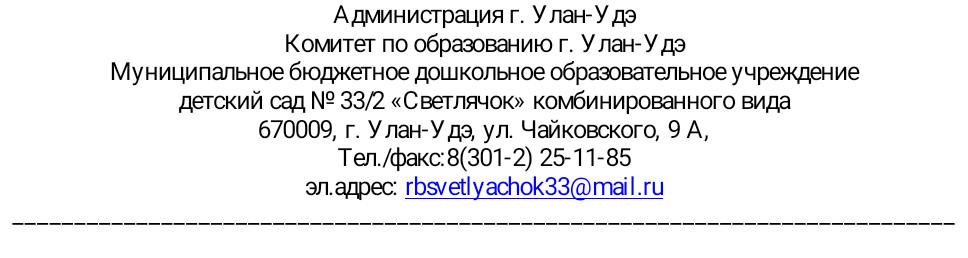 Администрация г. Улан-Удэ
Комитет по образованию г. Улан-Удэ
Муниципальное бюджетное дошкольное образовательное учреждение
детский сад № 33/2 «Светлячок» комбинированного вида
670009, г. Улан-Удэ, ул. Чайковского, 9 А,
Тел./факс:8(301-2) 25-11-85
эл.адрес: rbsvetlyachok33@mail.ru
_______________________________________________________________________________